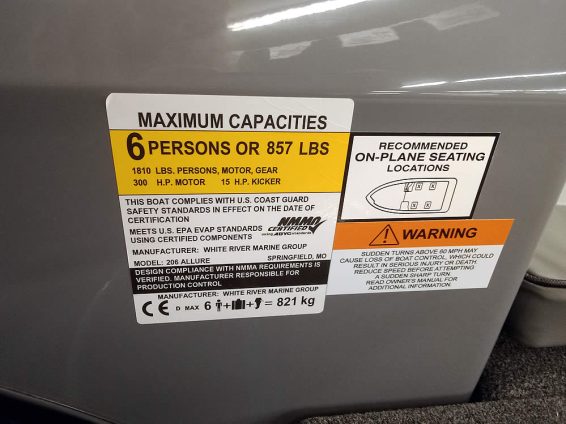 MAXIMUM CAPACITIES
6 PERSONS OR 857 LBS
1810 LBS. PERSONS, MOTOR, GEAR
300 H.P. MOTOR 15 H.P. KICKER
THIS BOAT COMPLIES WITH U.S. COAST GUARD
SAFETY STANDARDS IN EFFECT ON THE DATE OF
CERTIFICATION
MEETS U.S. EPA EVAP STANDARDS
USING CERTIFIED COMPONENTS
NMMA
CERTIFIED
using ABYC standards
MANUFACTURER: WHITE RIVER MARINE GROUP
MODEL: 206 ALLURE SPRINGFIELD, MO
DESIGN COMPLIANCE WITH NMMA REQUIREMENTS IS
VERIFIED. MANUFACTURER RESPONSIBLE FOR
PRODUCTION CONTROL
MANUFACTURER: WHITE RIVER MARINE GROUP
CE D MAX 6 + + = 821 kg
RECOMMENDED
ON-PLANE SEATING
LOCATIONS
WARNING
SUDDEN TURNS ABOVE 60 MPH MAY
CAUSE LOSS OF BOAT CONTROL, WHICH COULD
RESULT IN SERIOUS INJURY OR DEATH.
REDUCE SPEED BEFORE ATTEMPTING
A SUDDEN SHARP TURN.
READ OWNER'S MANUAL FOR
ADDITIONAL INFORMATION.